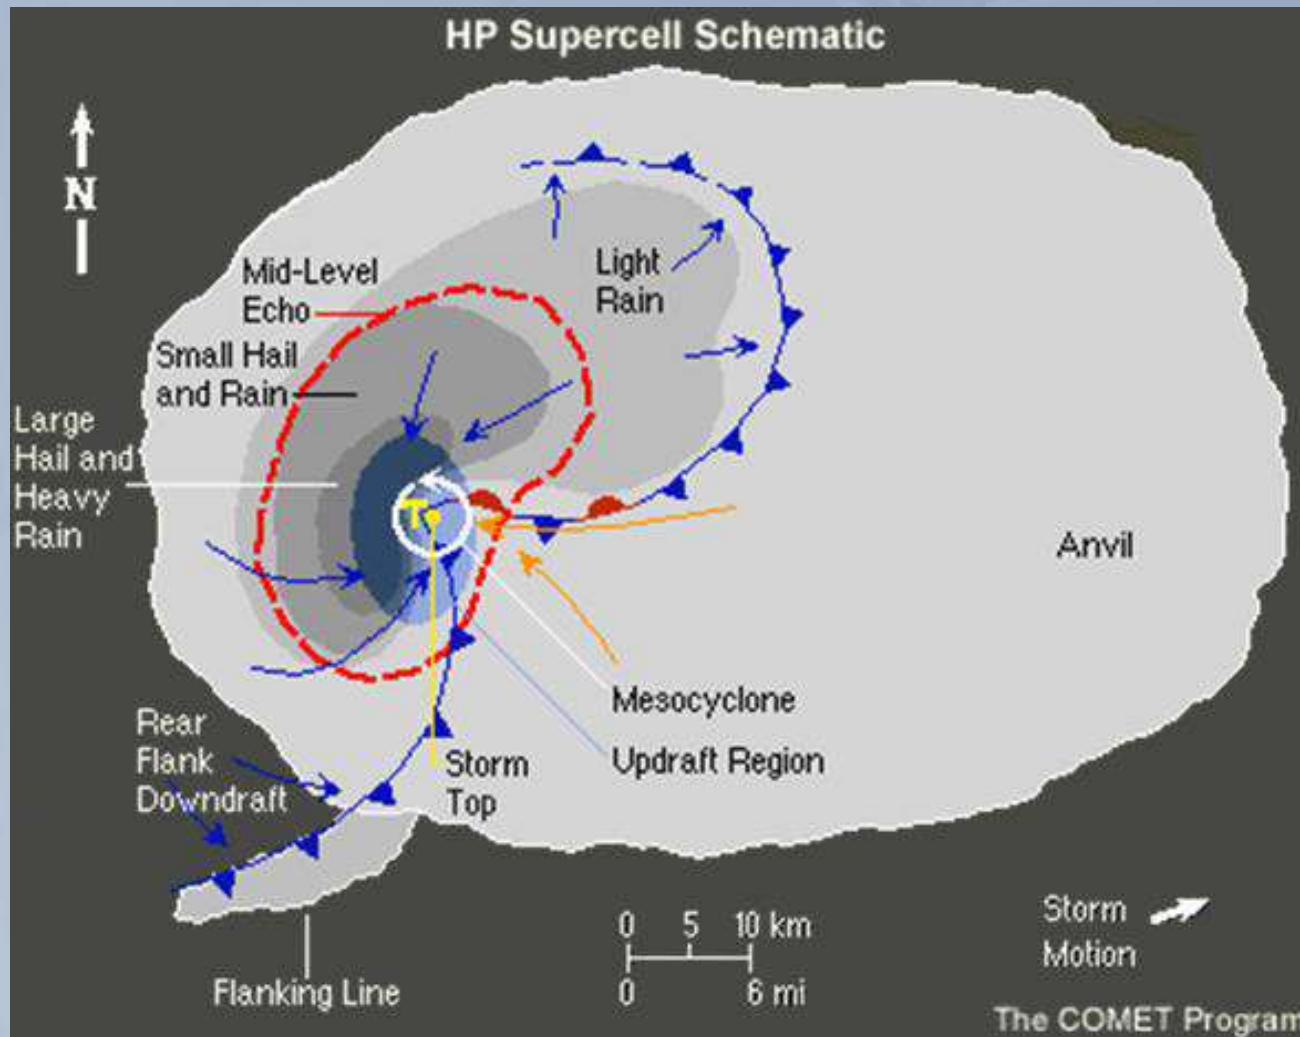 HP Supercell Schematic
N
Mid-Level
Echo
Light
Rain
Small Hail
and Rain
Large
Hail and
Heavy
Rain
T
Anvil
Mesocyclone
Rear
Flank
Downdraft
Storm
Top
Updraft Region
0 5 10 km
0 6 mi
Storm
Motion
Flanking Line
The COMET Program